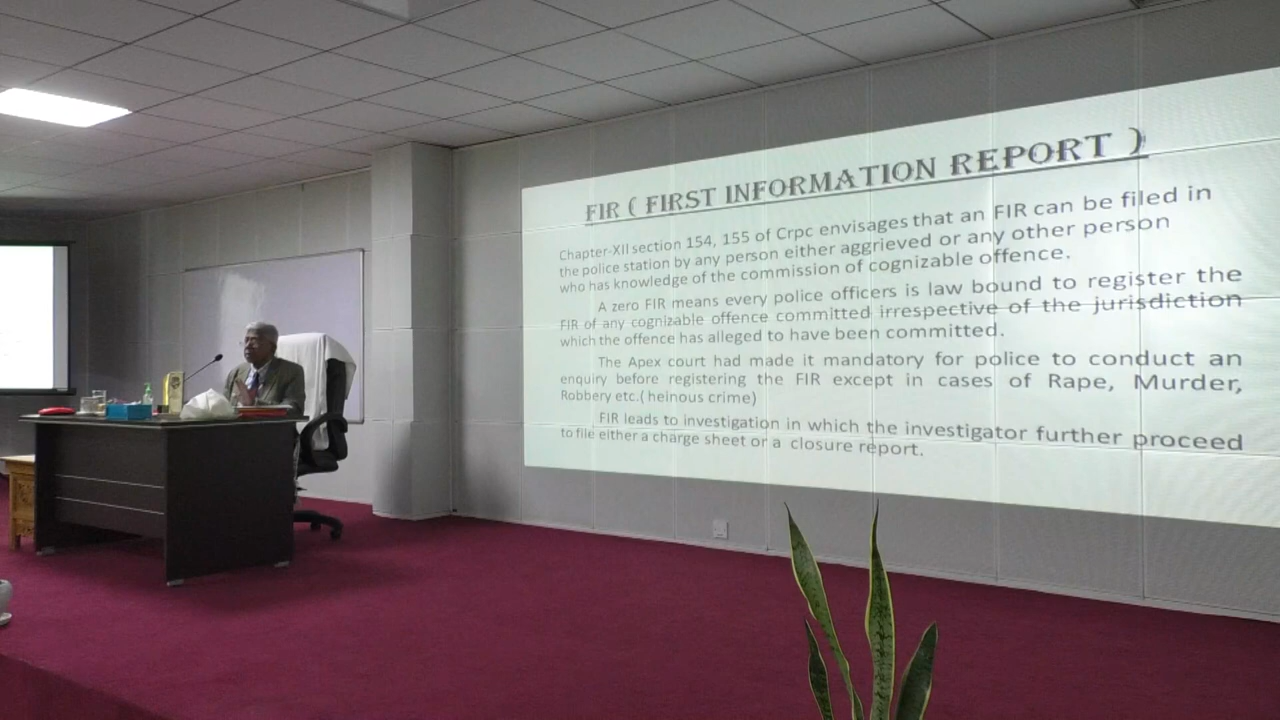 FIR ( FIRST INFORMATION REPORT )
Chapter-XII section 154, 155 of Crpc envisages that an FIR can be filed in
the police station by any person either aggrieved or any other person
who has knowledge of the commission of cognizable offence.
A zero FIR means every police officers is law bound to register the
FIR of any cognizable offence committed irrespective of the jurisdiction
which the offence has alleged to have been committed.
The Apex court had made it mandatory for police to conduct an
enquiry before registering the FIR except in cases of Rape, Murder,
Robbery etc.( heinous crime)
FIR leads to investigation in which the investigator further proceed
to file either a charge sheet or a closure report.